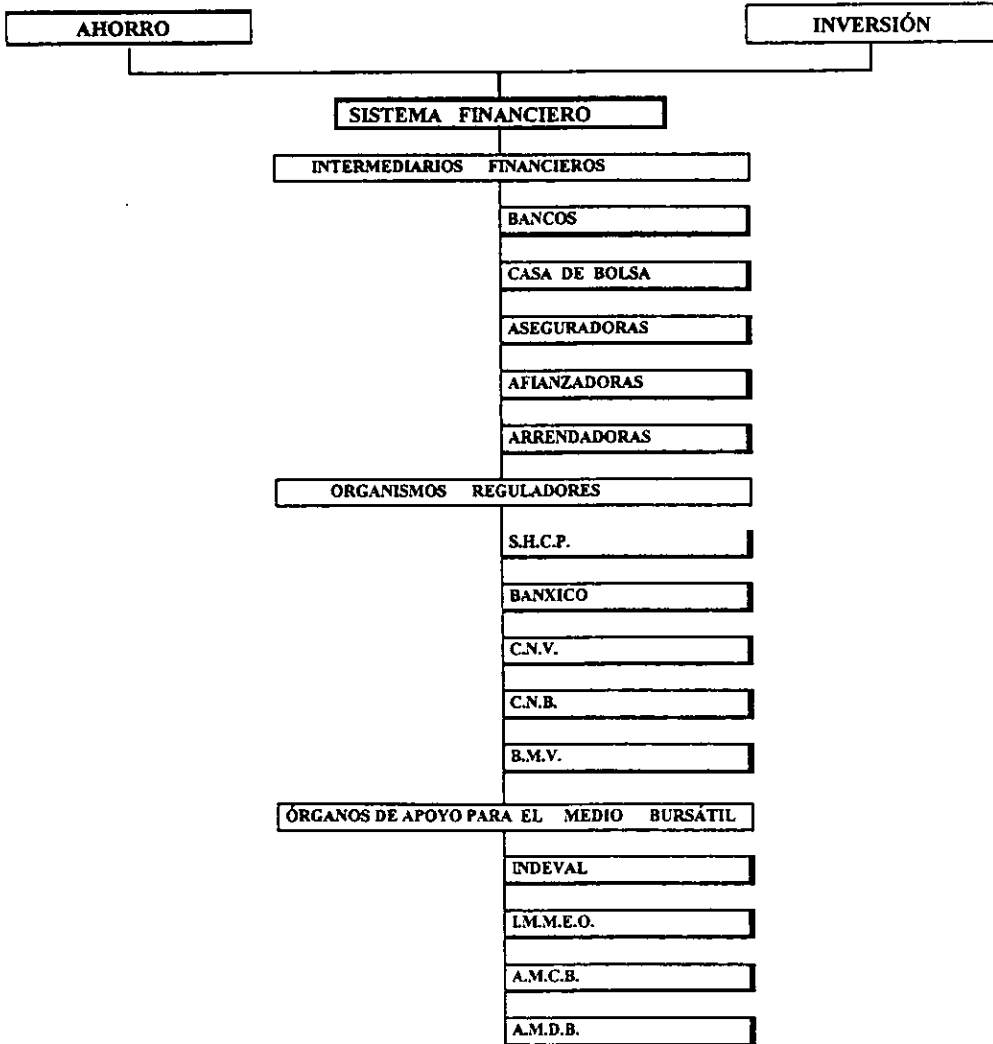 AHORRO
INVERSIÓN
SISTEMA FINANCIERO
INTERMEDIARIOS FINANCIEROS
BANCOS
CASA DE BOLSA
ASEGURADORAS
AFIANZADORAS
ARRENDADORAS
ORGANISMOS REGULADORES
S.H.C.P.
BANXICO
C.N.V.
C.N.B.
B.M.V.
ÓRGANOS DE APOYO PARA EL MEDIO BURSÁTIL
INDEVAL
I.M.M.E.O.
A.M.C.B.
A.M.D.B.